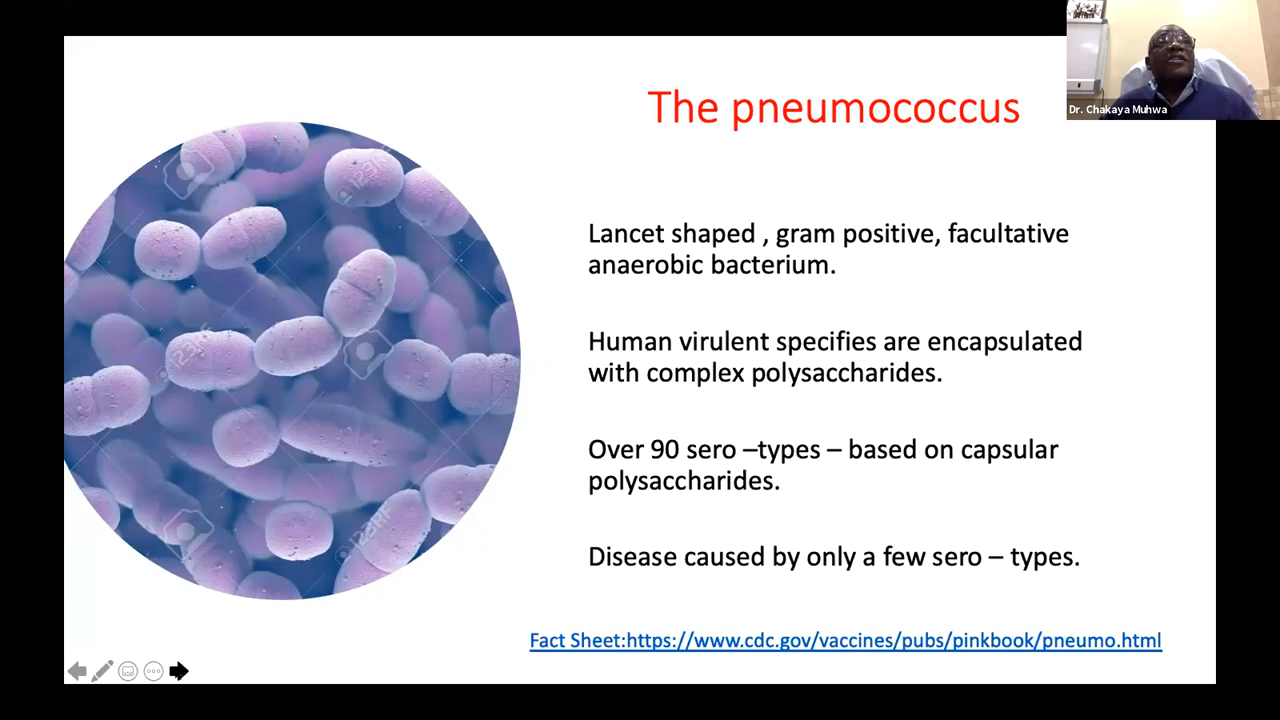 The pneumococcus
Dr. Chakaya Muhwa
Lancet shaped , gram positive, facultative
anaerobic bacterium.
Human virulent specifies are encapsulated
with complex polysaccharides.
Over 90 sero –types – based on capsular
polysaccharides.
Disease caused by only a few sero – types.
Fact Sheet:https://www.cdc.gov/vaccines/pubs/pinkbook/pneumo.html